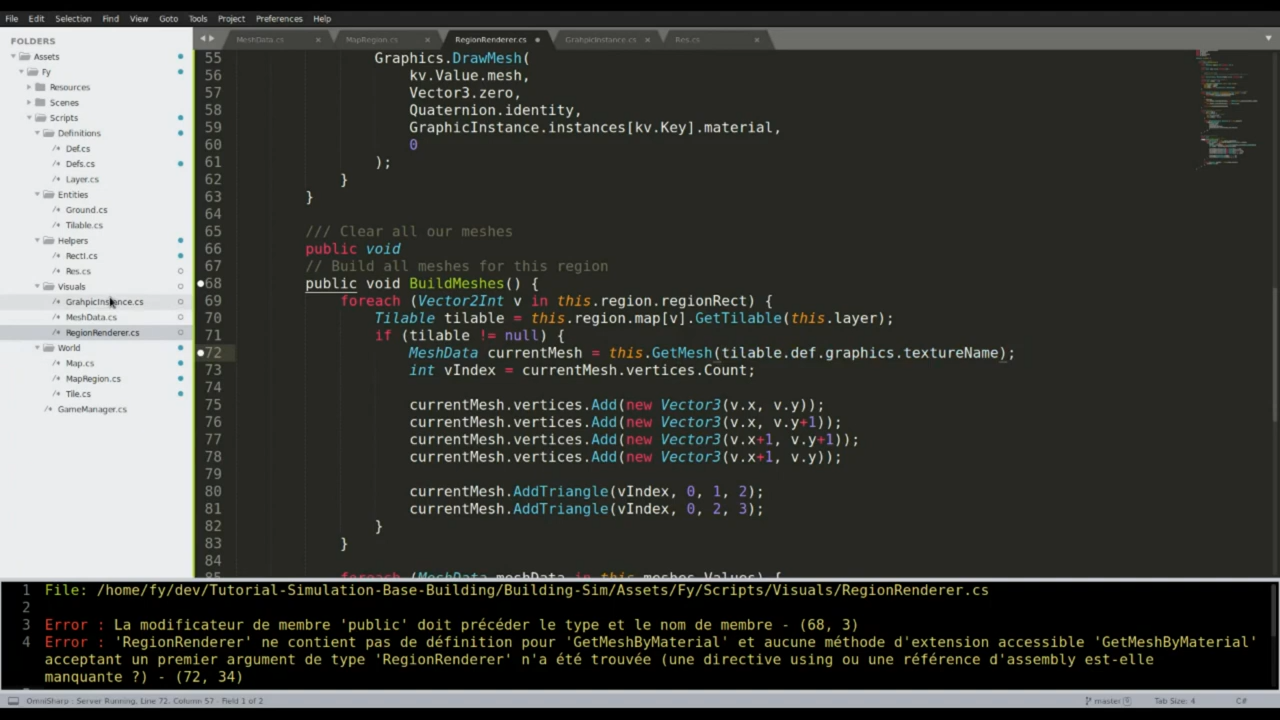 File Edit Selection Find View Goto Tools Project Preferences Help
FOLDERS
Assets
Fy
Resources
Scenes
Scripts
Definitions
/* Def.cs
/* Defs.cs
/* Layer.cs
Entities
/* Ground.cs
/* Tilable.cs
Helpers
/* RectI.cs
/* Res.cs
Visuals
/* GrahpicInstance.cs
/* MeshData.cs
/* RegionRenderer.cs
World
/* Map.cs
/* MapRegion.cs
/* Tile.cs
/* GameManager.cs
MeshData.cs × MapRegion.cs × RegionRenderer.cs GrahpicInstance.cs × Res.cs ×
55 Graphics.DrawMesh(
56 kv.Value.mesh,
57 Vector3.zero,
58 Quaternion.identity,
59 GraphicInstance.instances[kv.Key].material,
60 0
61 );
62 }
63 }
64
65 /// Clear all our meshes
66 public void
67 // Build all meshes for this region
68 public void BuildMeshes() {
69 foreach (Vector2Int v in this.region.regionRect) {
70 Tilable tilable = this.region.map[v].GetTilable(this.layer);
71 if (tilable != null) {
72 MeshData currentMesh = this.GetMesh(tilable.def.graphics.textureName);
73 int vIndex = currentMesh.vertices.Count;
74
75 currentMesh.vertices.Add(new Vector3(v.x, v.y));
76 currentMesh.vertices.Add(new Vector3(v.x, v.y+1));
77 currentMesh.vertices.Add(new Vector3(v.x+1, v.y+1));
78 currentMesh.vertices.Add(new Vector3(v.x+1, v.y));
79
80 currentMesh.AddTriangle(vIndex, 0, 1, 2);
81 currentMesh.AddTriangle(vIndex, 0, 2, 3);
82 }
83 }
84
85 foreach (MeshData meshData in this.meshes.Values) {
1 File: /home/fy/dev/Tutorial-Simulation-Base-Building/Building-Sim/Assets/Fy/Scripts/Visuals/RegionRenderer.cs
2
3 Error : La modificateur de membre 'public' doit précéder le type et le nom de membre - (68, 3)
4 Error : 'RegionRenderer' ne contient pas de définition pour 'GetMeshByMaterial' et aucune méthode d'extension accessible 'GetMeshByMaterial'
acceptant un premier argument de type 'RegionRenderer' n'a été trouvée (une directive using ou une référence d'assembly est-elle
manquante ?) - (72, 34)
OmniSharp : Server Running, Line 72, Column 57 - Field 1 of 2 master Tab Size: 4 C#